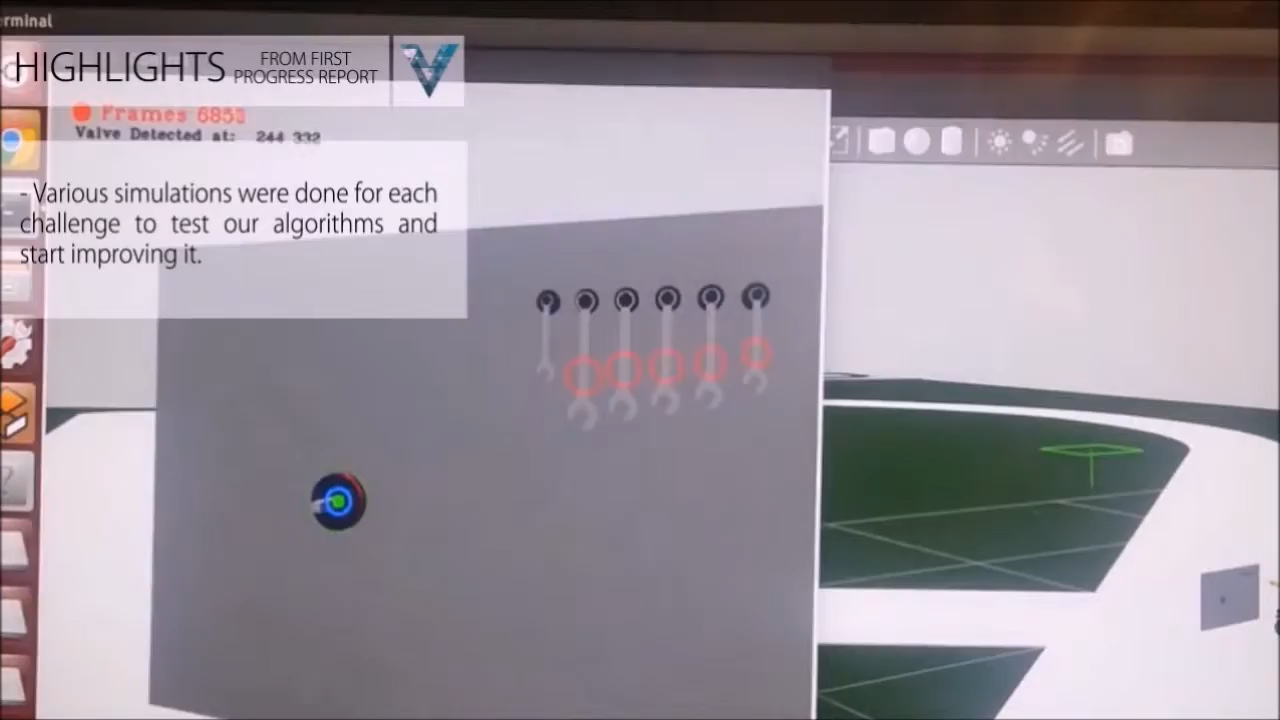 erminal
HIGHLIGHTS
FROM FIRST
PROGRESS REPORT
Frames 6853
Valve Detected at: 244 332
- Various simulations were done for each
challenge to test our algorithms and
start improving it.